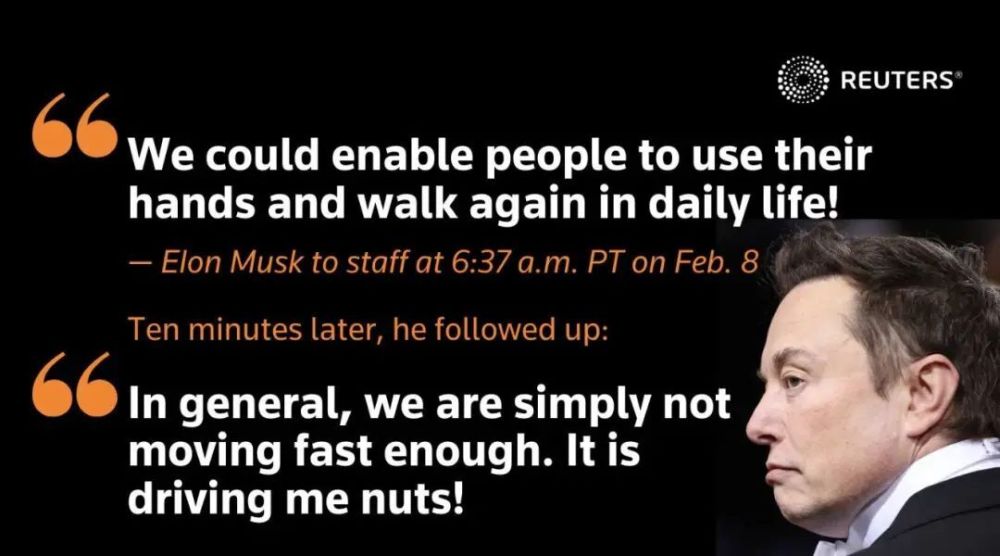 REUTERS®
“We could enable people to use their
hands and walk again in daily life!
— Elon Musk to staff at 6:37 a.m. PT on Feb. 8
Ten minutes later, he followed up:
“In general, we are simply not
moving fast enough. It is
driving me nuts!